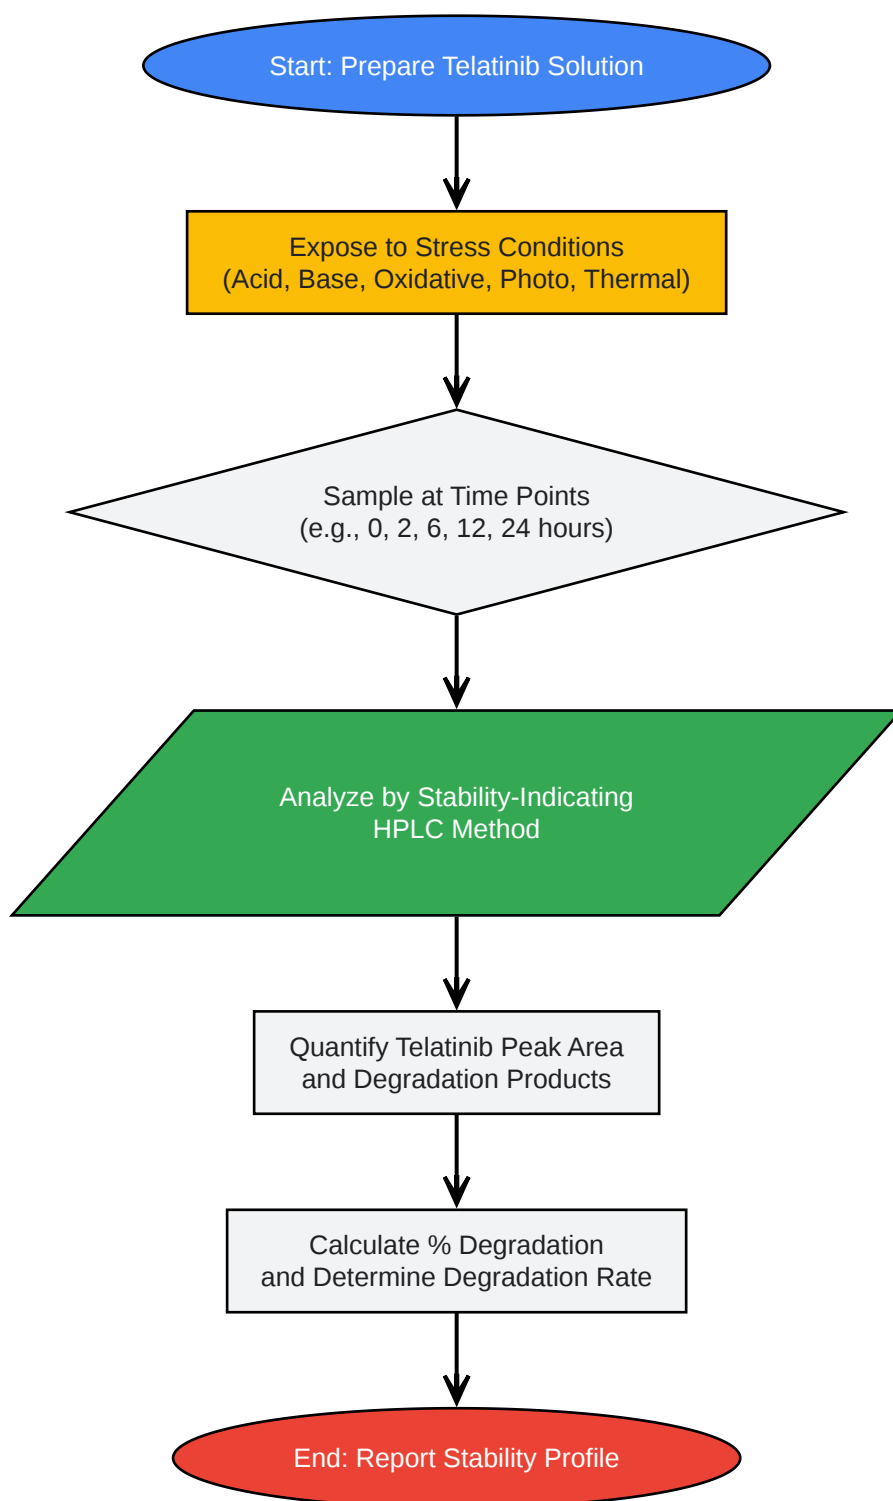 Start: Prepare Telatinib Solution
Expose to Stress Conditions
(Acid, Base, Oxidative, Photo, Thermal)
Sample at Time Points
(e.g., 0, 2, 6, 12, 24 hours)
Analyze by Stability-Indicating
HPLC Method
Quantify Telatinib Peak Area
and Degradation Products
Calculate % Degradation
and Determine Degradation Rate
End: Report Stability Profile